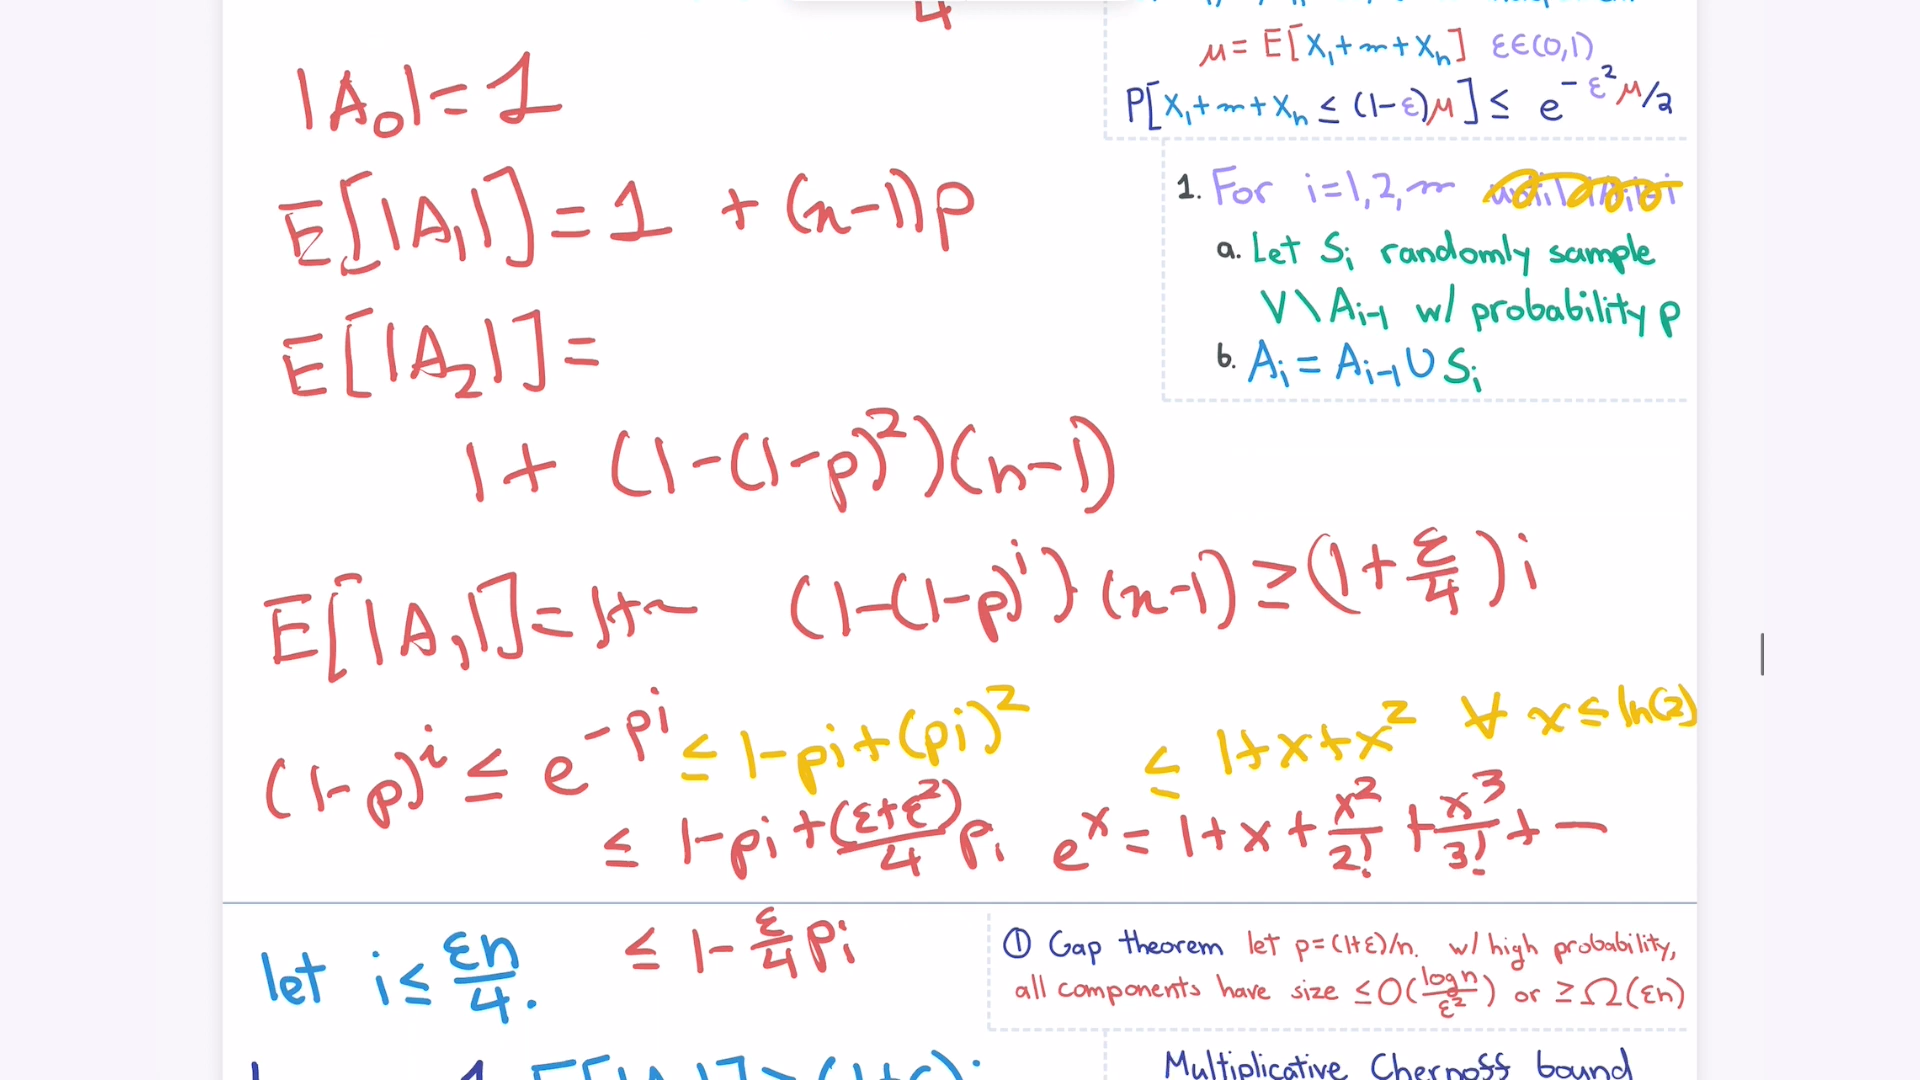 4
|A₀| = 1
E[|A₁|] = 1 + (n-1)p
E[|A₂|] =
1 + (1-(1-p)²)(n-1)
E[|A₁|] = 1+~ (1-(1-p)ⁱ)(n-1) ≥ (1+ε/4)i
(1-p)ⁱ ≤ e^{-pi} ≤ 1-pi+(pi)² ≤ 1+x+x² ∀ x ≤ ln(2)
≤ 1-pi+(ε+ε²)/4 pi e^x = 1+x+x²/2!+x³/3!+—
let i ≤ εn/4. ≤ 1-ε/4 pi
μ = E[X₁+~+Xₙ] ε∈(0,1)
P[X₁+~+Xₙ ≤ (1-ε)μ] ≤ e^{-ε²μ/2}
1. For i=1,2,~
a. Let Sᵢ randomly sample
V\Aᵢ₋₁ w/ probability p
b. Aᵢ = Aᵢ₋₁ ∪ Sᵢ
① Gap theorem let p=(1+ε)/n. w/ high probability,
all components have size ≤O(log n/ε²) or ≥Ω(εn)
Multiplicative Chernoff bound